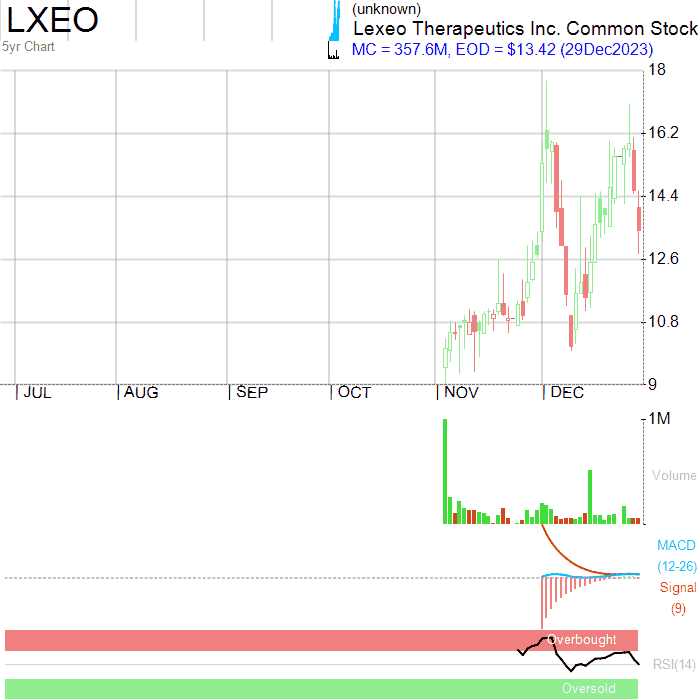 LXEO
5yr Chart
(unknown)
Lexeo Therapeutics Inc. Common Stock
MC = 357.6M, EOD = $13.42 (29Dec2023)
18
16.2
14.4
12.6
10.8
9
JUL AUG SEP OCT NOV DEC
1M
Volume
MACD
(12-26)
Signal
(9)
Overbought
RSI(14)
Oversold